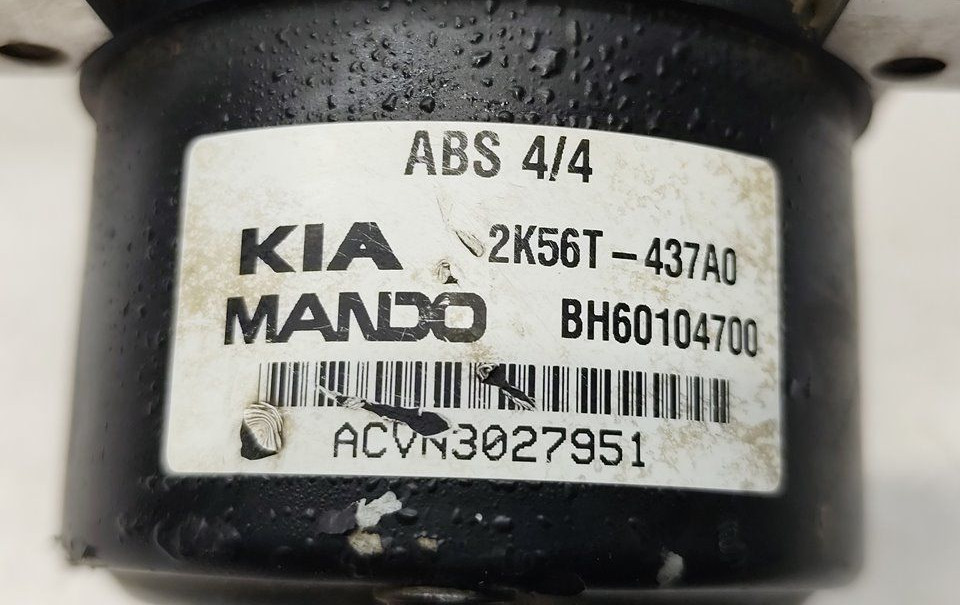 ABS 4/4
KIA 2K56T-437A0
MANDO BH60104700
ACVN3027951